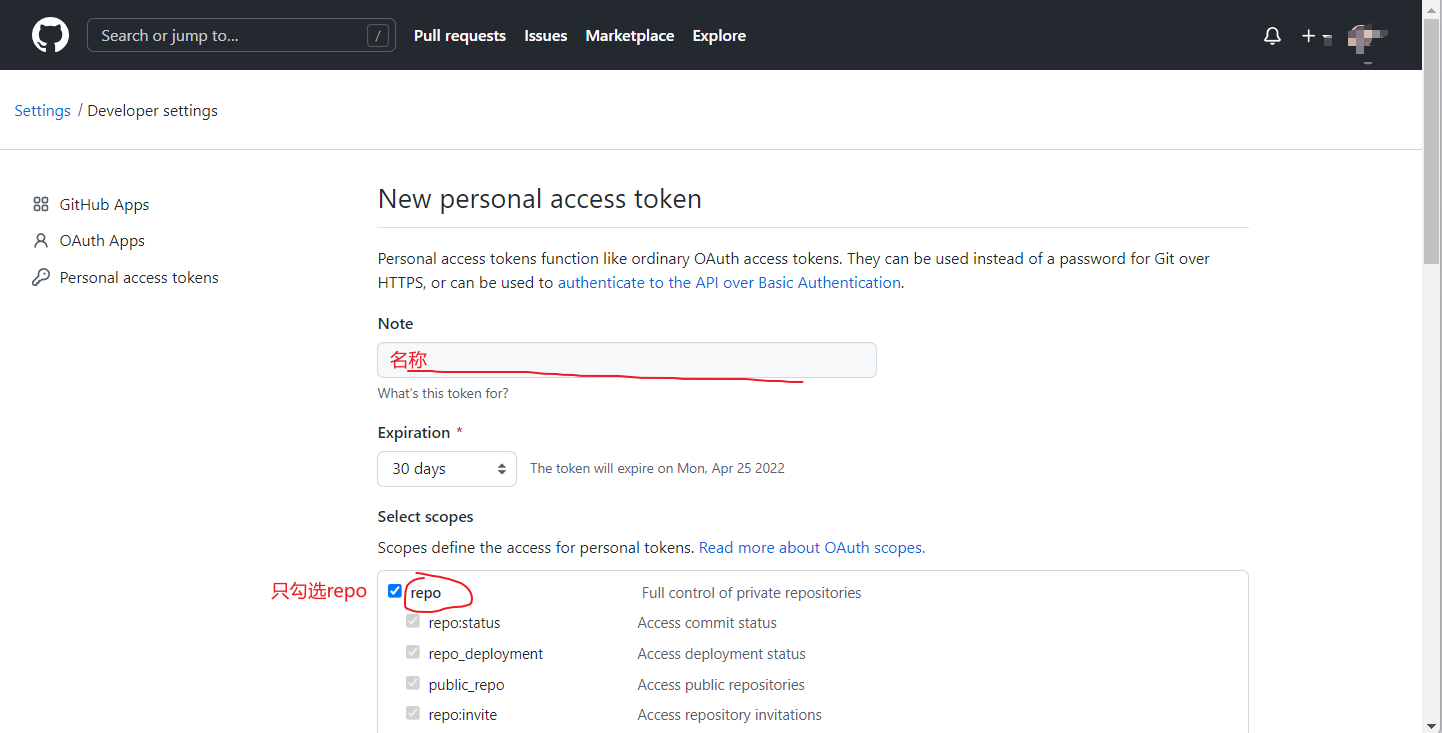 Search or jump to... /
Pull requests Issues Marketplace Explore
Settings / Developer settings
GitHub Apps
OAuth Apps
Personal access tokens
New personal access token
Personal access tokens function like ordinary OAuth access tokens. They can be used instead of a password for Git over
HTTPS, or can be used to authenticate to the API over Basic Authentication.
Note
名称
What's this token for?
Expiration *
30 days The token will expire on Mon, Apr 25 2022
Select scopes
Scopes define the access for personal tokens. Read more about OAuth scopes.
只勾选repo
repo Full control of private repositories
repo:status Access commit status
repo_deployment Access deployment status
public_repo Access public repositories
repo:invite Access repository invitations